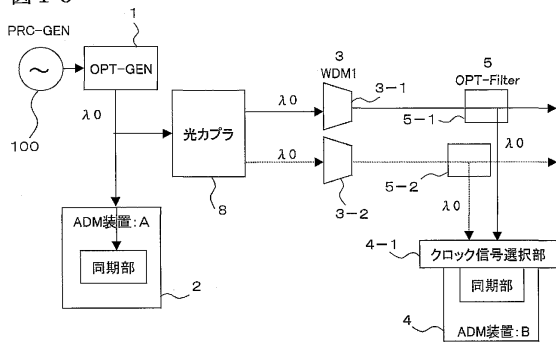 図10
PRC-GEN
100
1
OPT-GEN
λ0
光カプラ
8
λ0
λ0
3
WDM1
3-1
3-2
5
OPT-Filter
5-1
5-2
λ0
λ0
ADM装置:A
同期部
2
4-1
クロック信号選択部
同期部
4
ADM装置:B